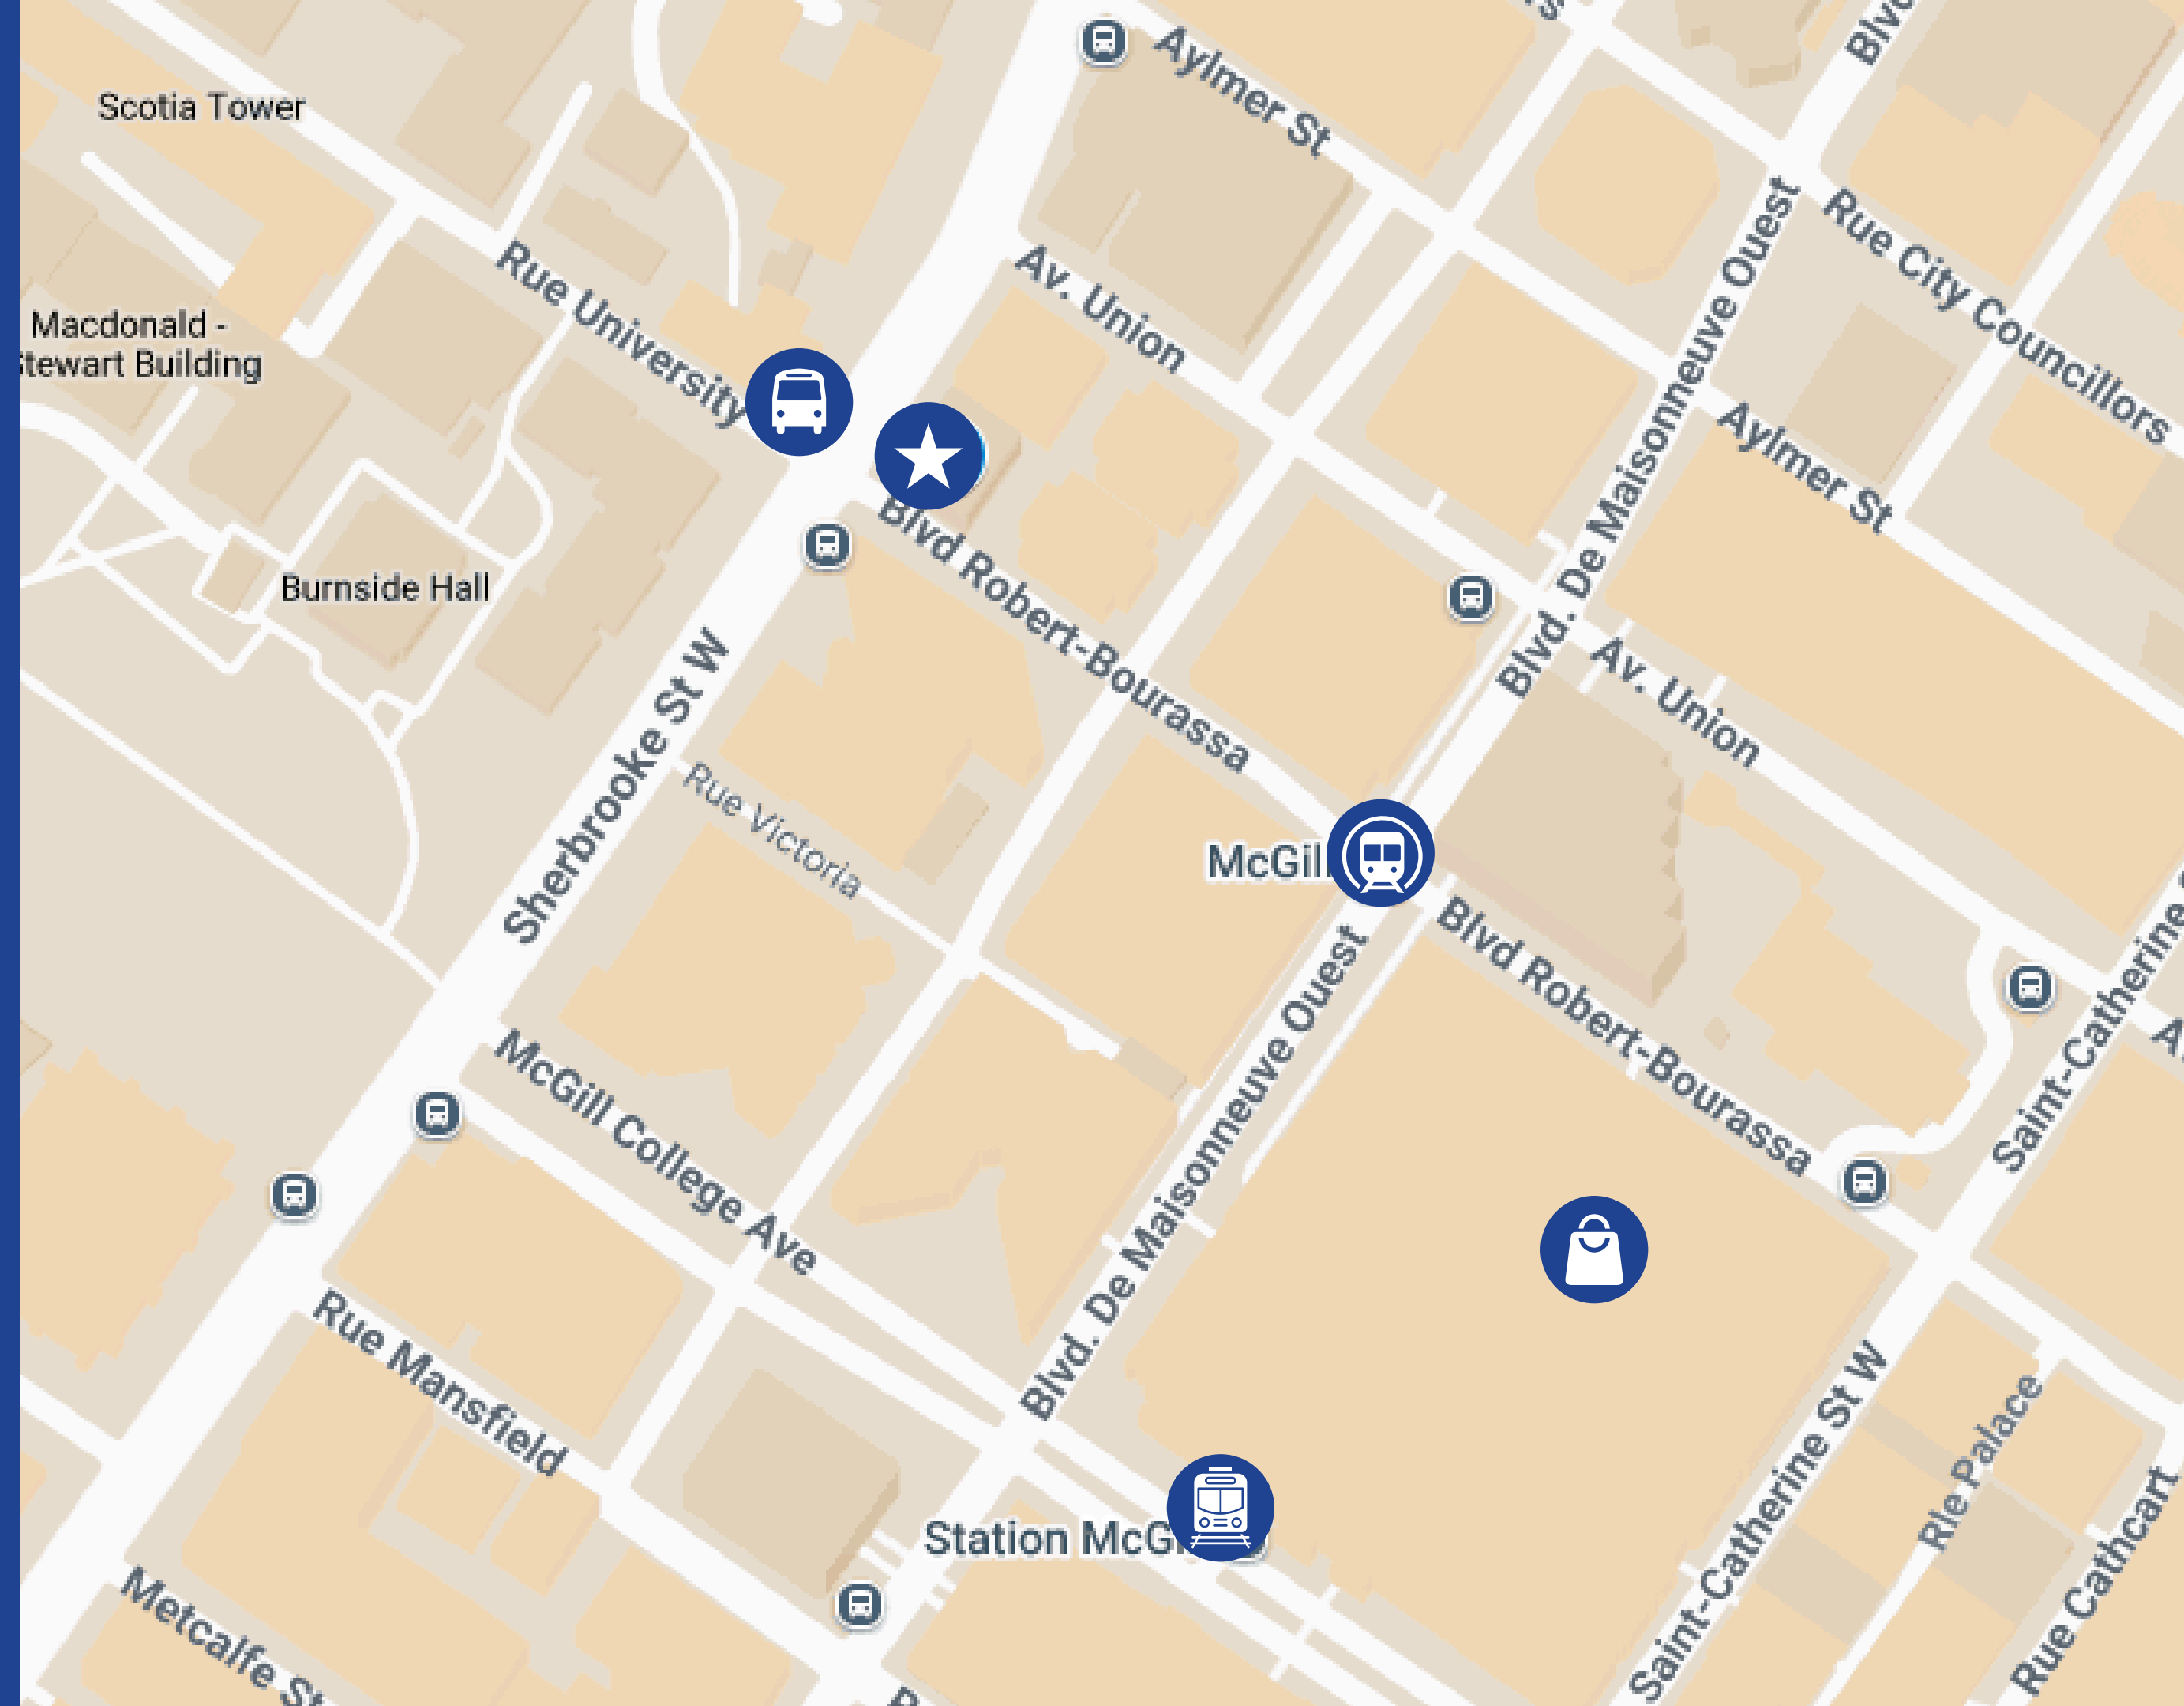 Blvd
Aylmer St
Scotia Tower
Blvd. De Maisonneuve Ouest
Rue City Councillors
Rue University
Av. Union
Macdonald -
Stewart Building
Aylmer St
Blvd Robert-Bourassa
Burnside Hall
Av. Union
Sherbrooke St W
Rue Victoria
McGill
Blvd Robert-Bourassa
Blvd. De Maisonneuve Ouest
Saint-Catherine
McGill College Ave
Rue Mansfield
Saint-Catherine St W
Rle Palace
Rue Cathcart
Station
Metcalfe St